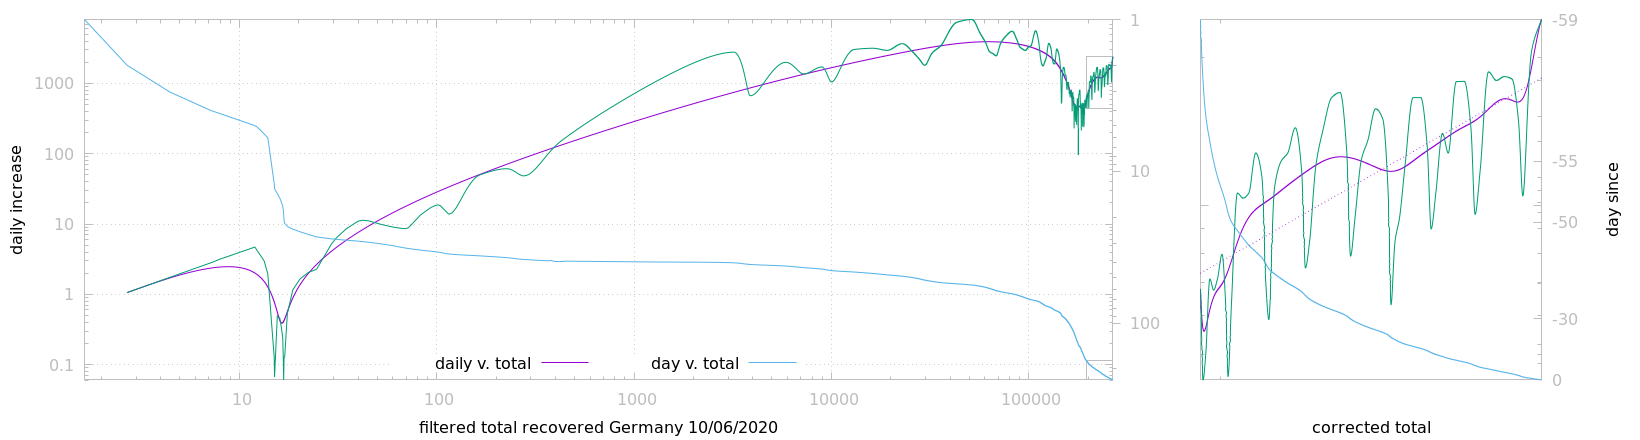 1 -59
1000
100
daily increase
10
1
0.1
10
100
-55
-50
-30
0
day since
daily v. total
day v. total
10 100 1000 10000 100000
filtered total recovered Germany 10/06/2020
corrected total